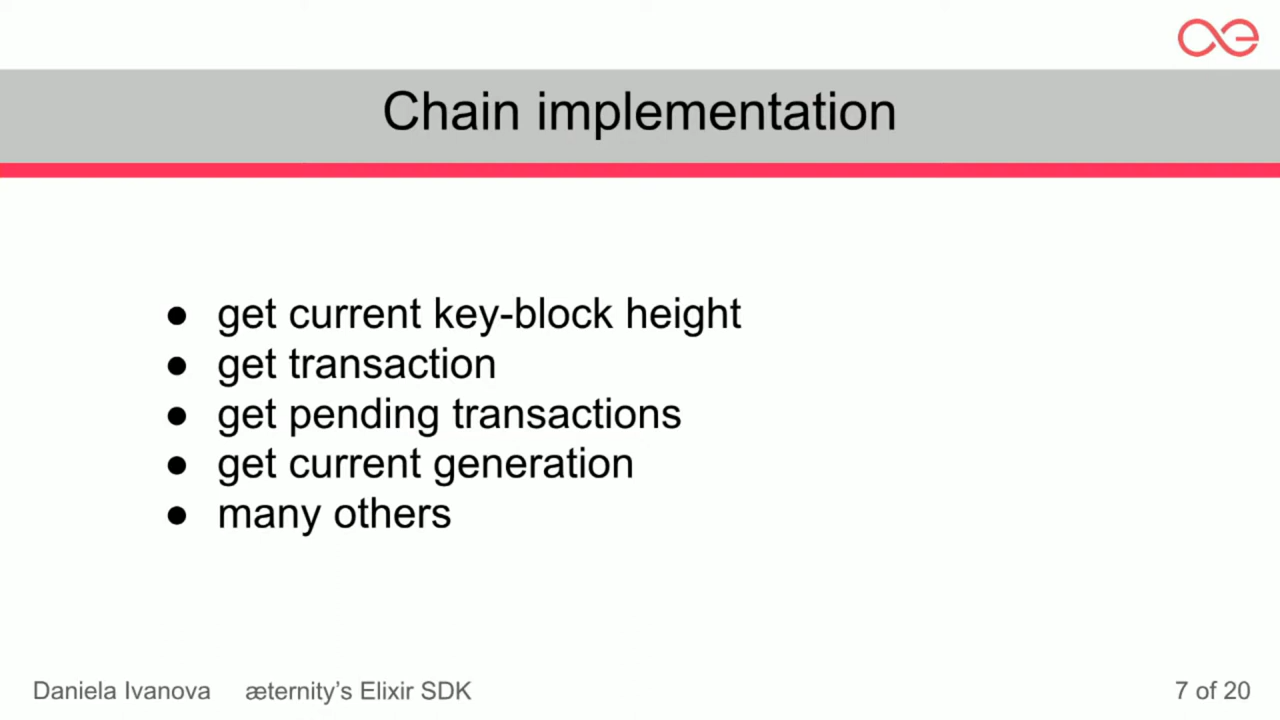 Chain implementation
● get current key-block height
● get transaction
● get pending transactions
● get current generation
● many others
Daniela Ivanova æternity's Elixir SDK 7 of 20